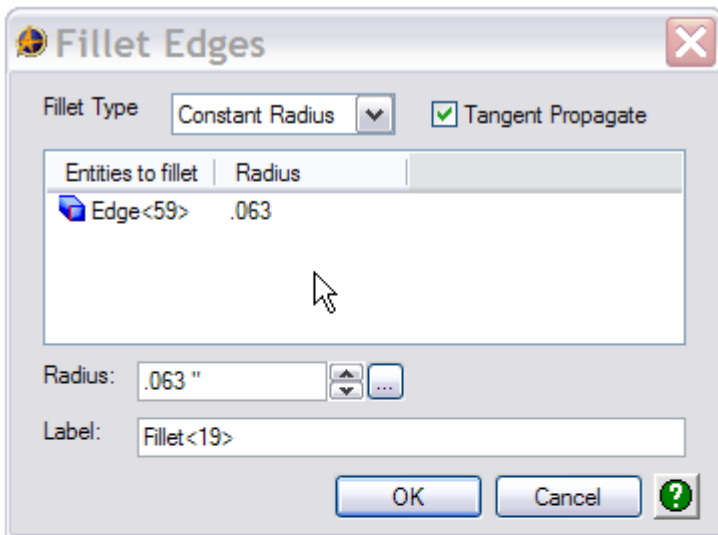 Fillet Edges
Fillet Type Constant Radius Tangent Propagate
Entities to fillet Radius
Edge<59> .063
Radius: .063 " ...
Label: Fillet<19>
OK Cancel ?